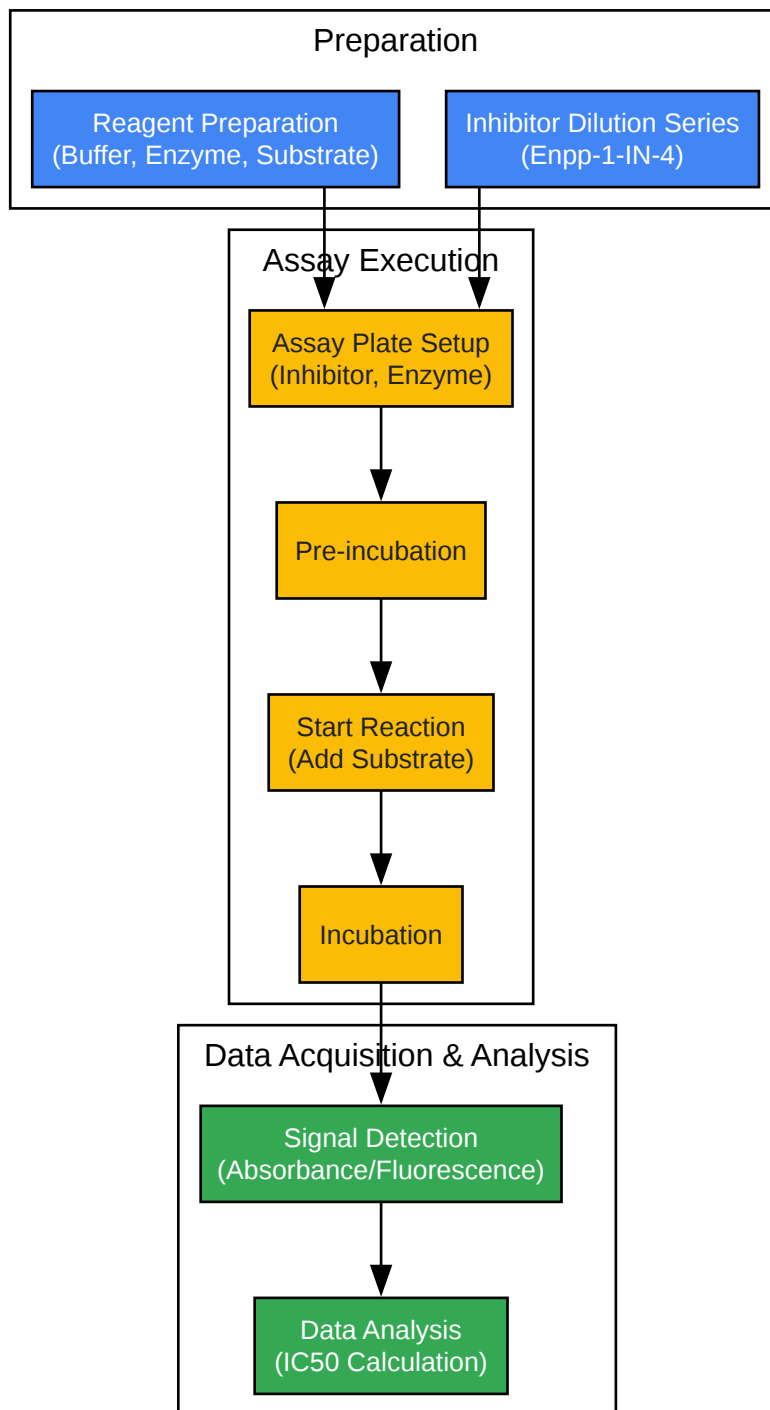 Preparation
Reagent Preparation
(Buffer, Enzyme, Substrate)
Inhibitor Dilution Series
(Enpp-1-IN-4)
Assay Execution
Assay Plate Setup
(Inhibitor, Enzyme)
Pre-incubation
Start Reaction
(Add Substrate)
Incubation
Data Acquisition & Analysis
Signal Detection
(Absorbance/Fluorescence)
Data Analysis
(IC50 Calculation)